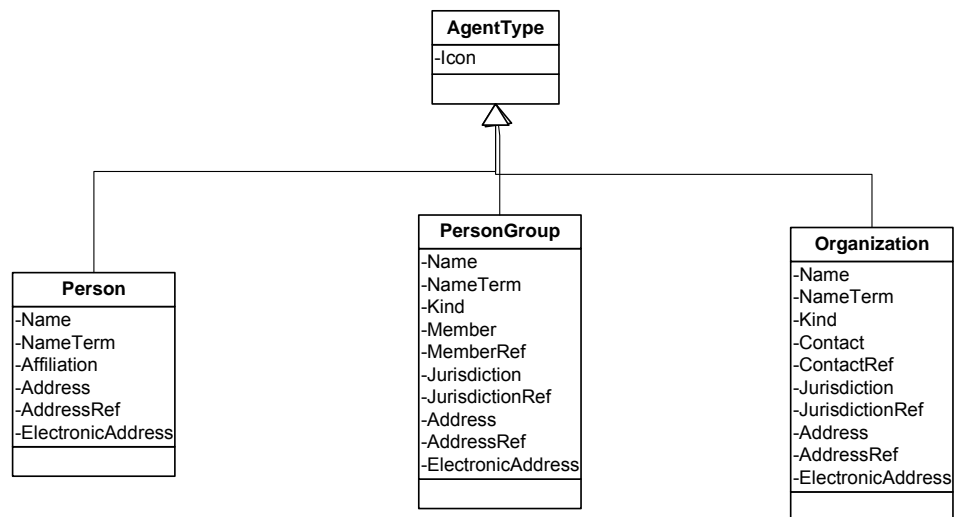 AgentType
-Icon
Person
-Name
-NameTerm
-Affiliation
-Address
-AddressRef
-ElectronicAddress
PersonGroup
-Name
-NameTerm
-Kind
-Member
-MemberRef
-Jurisdiction
-JurisdictionRef
-Address
-AddressRef
-ElectronicAddress
Organization
-Name
-NameTerm
-Kind
-Contact
-ContactRef
-Jurisdiction
-JurisdictionRef
-Address
-AddressRef
-ElectronicAddress